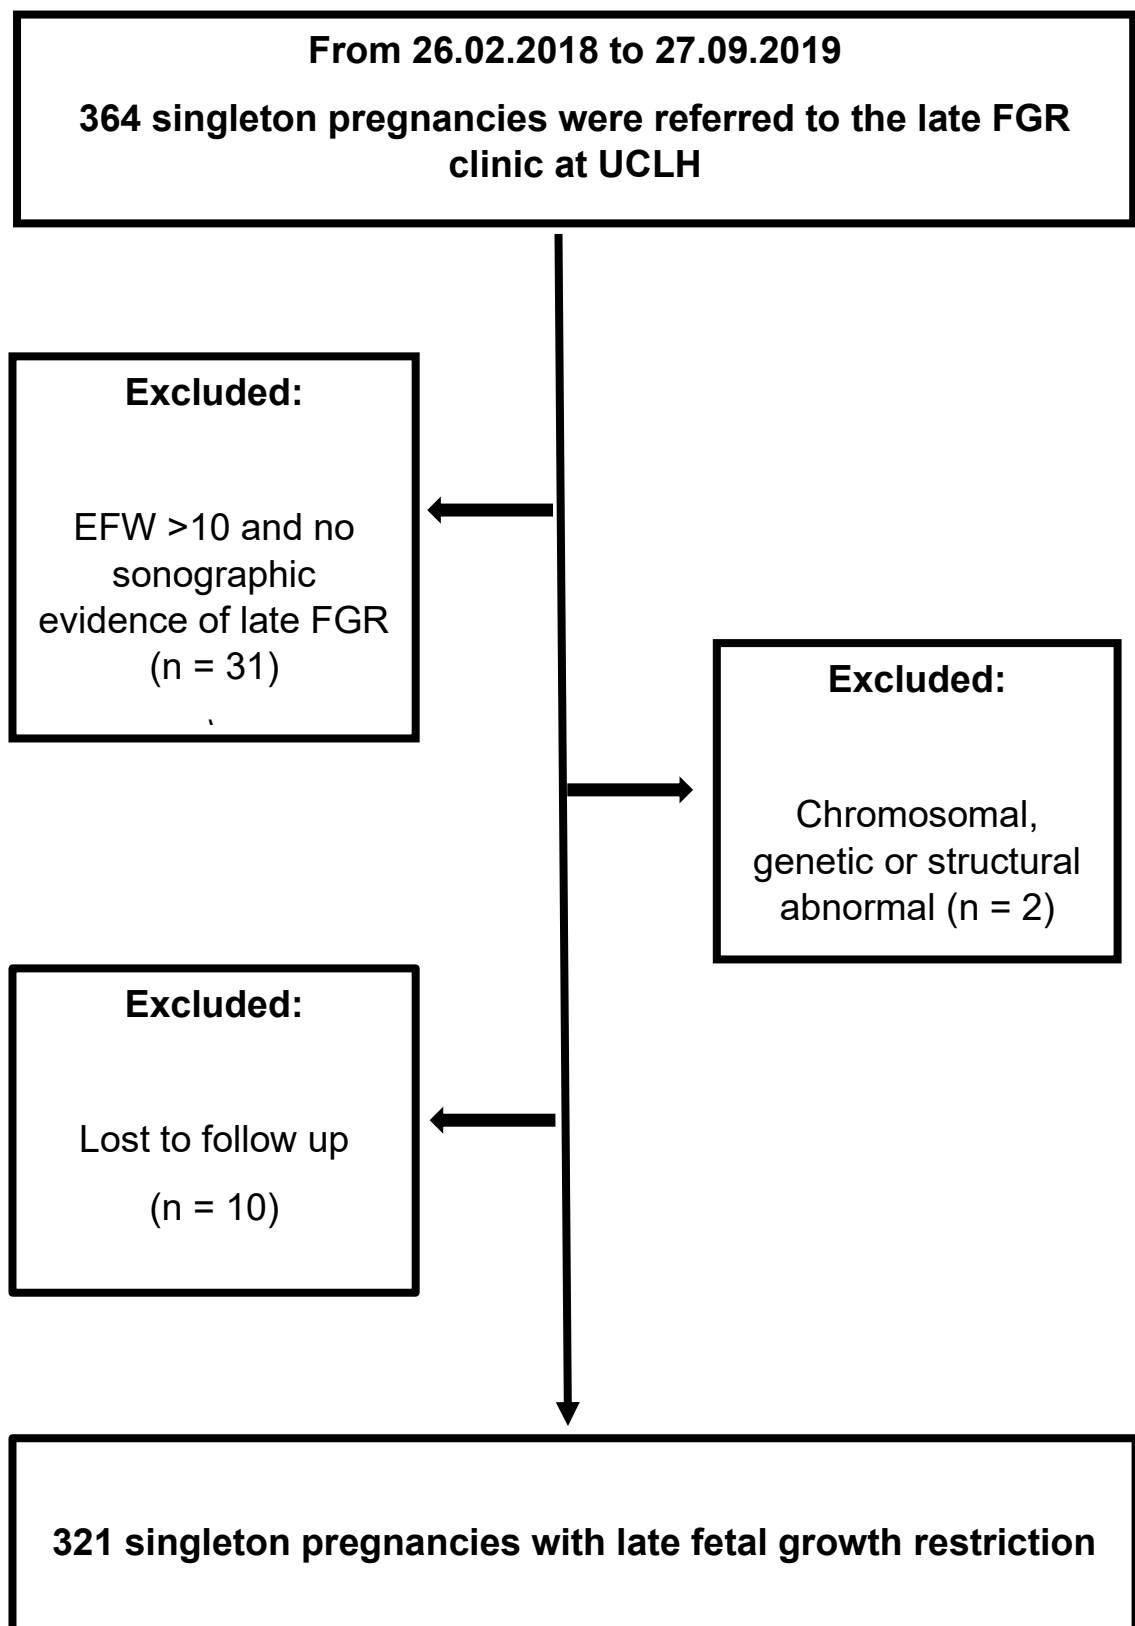 From 26.02.2018 to 27.09.2019
364 singleton pregnancies were referred to the late FGR
clinic at UCLH
Excluded:
EFW >10 and no
sonographic
evidence of late FGR
(n = 31)
Excluded:
Chromosomal,
genetic or structural
abnormal (n = 2)
Excluded:
Lost to follow up
(n = 10)
321 singleton pregnancies with late fetal growth restriction